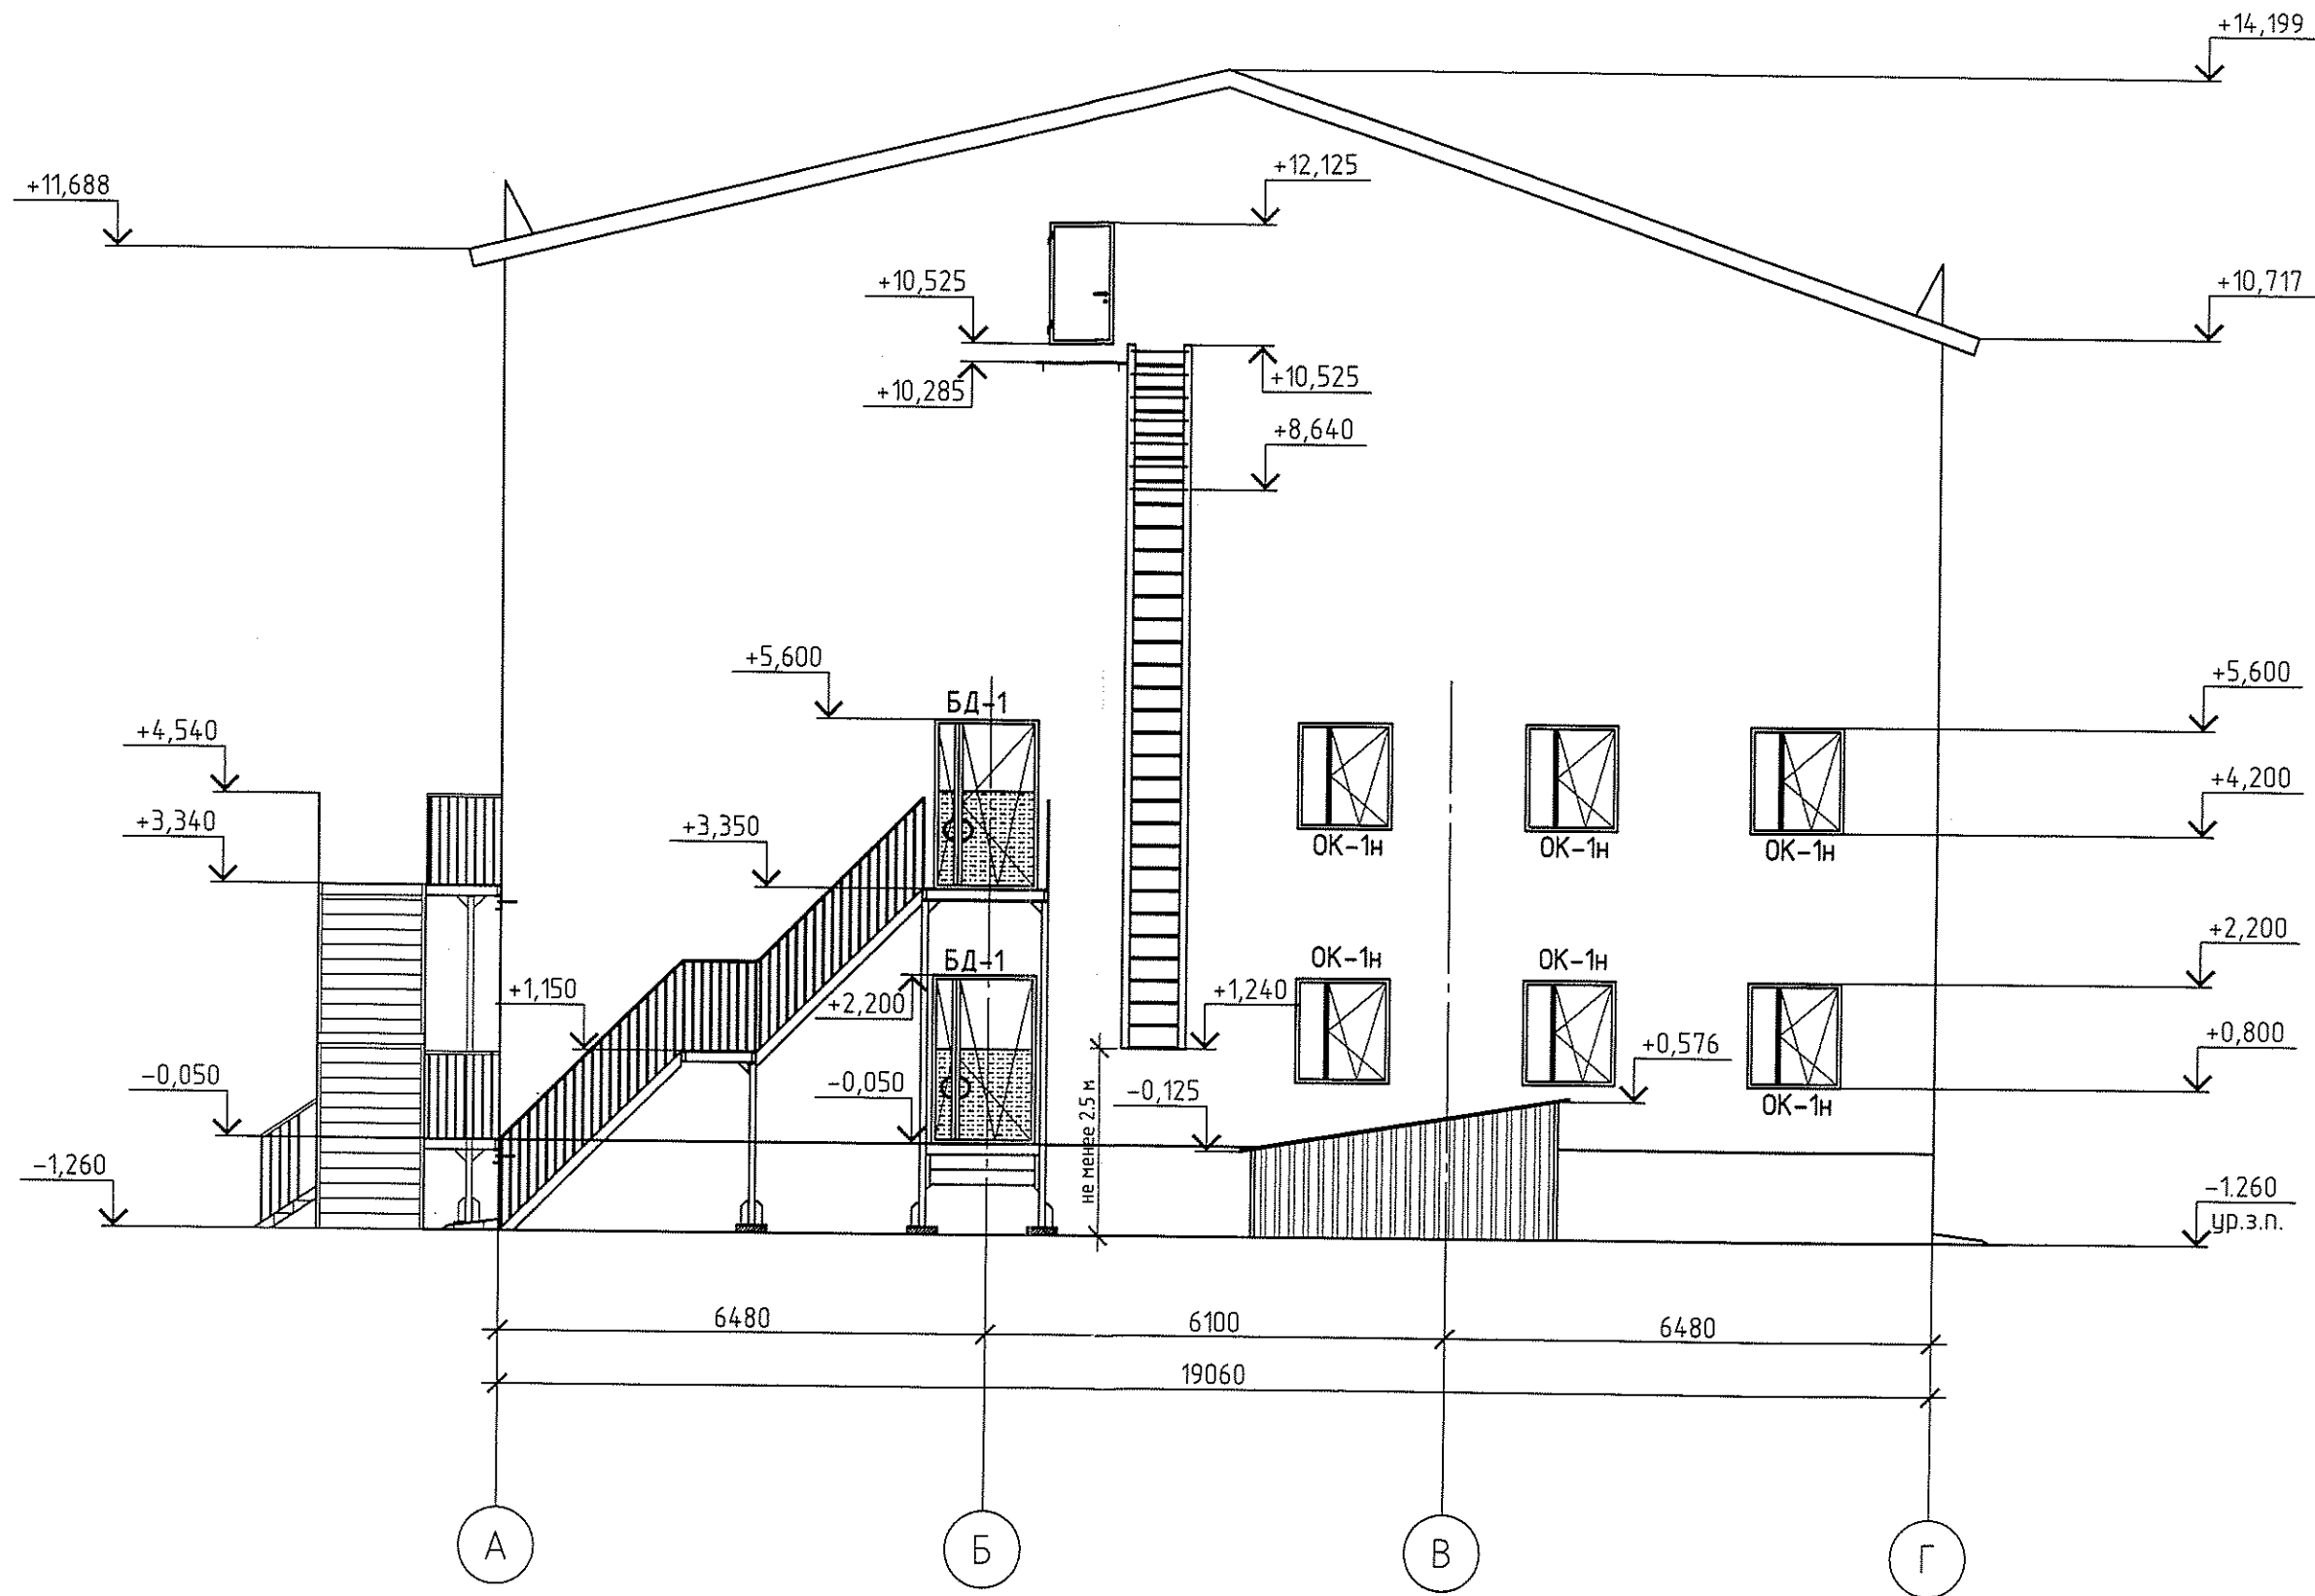 +14,199
+12,125
+11,688
+10,525
+10,717
+10,285
+10,525
+8,640
+5,600
БД-1
+5,600
+4,540
+4,200
+3,340
+3,350
ОК-1н
ОК-1н
ОК-1н
+2,200
БД-1
ОК-1н
ОК-1н
+1,150
+2,200
+1,240
+0,576
+0,800
-0,050
-0,050
-0,125
ОК-1н
не менее 2.5 м
-1,260
-1.260
ур.з.п.
6480
6100
6480
19060
А
Б
В
Г